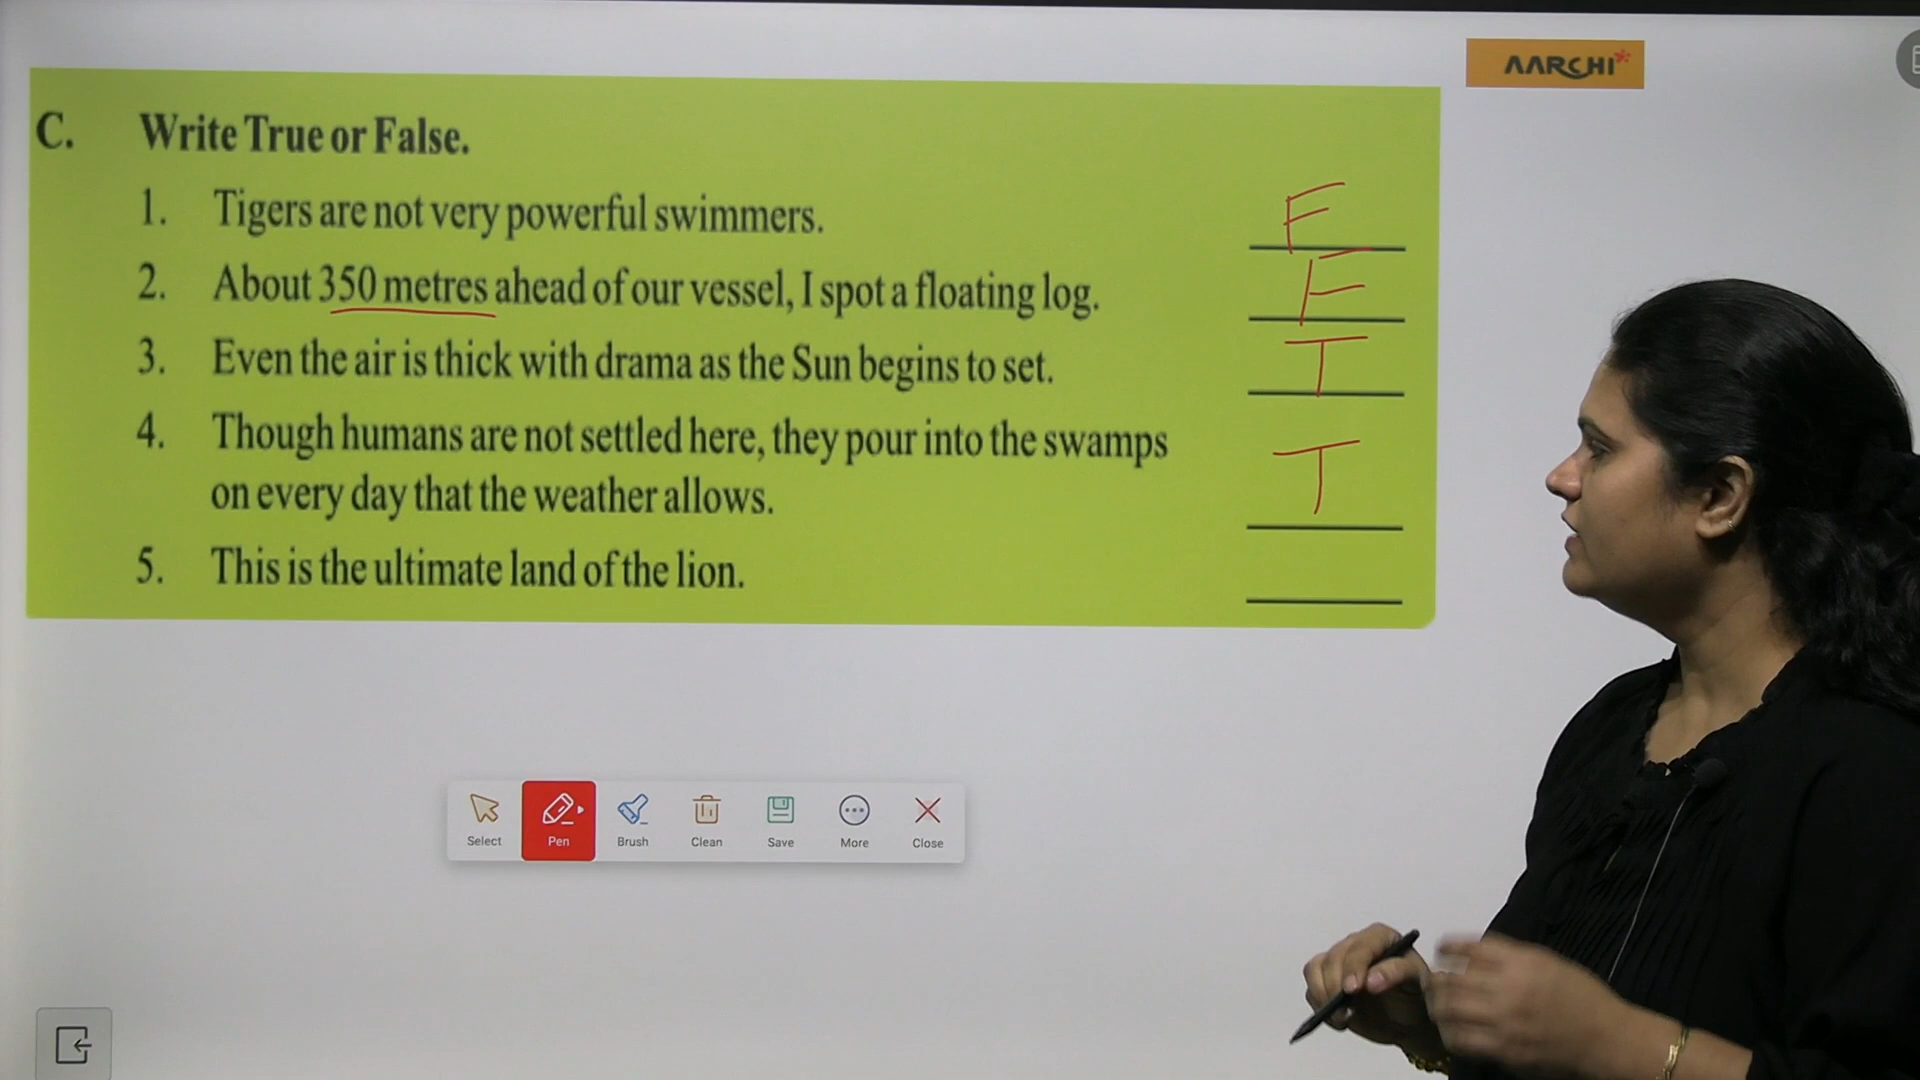 AARCHI*
C. Write True or False.
1. Tigers are not very powerful swimmers. F
2. About 350 metres ahead of our vessel, I spot a floating log. F
3. Even the air is thick with drama as the Sun begins to set. T
4. Though humans are not settled here, they pour into the swamps
on every day that the weather allows. T
5. This is the ultimate land of the lion.
Select Pen Brush Clean Save More Close